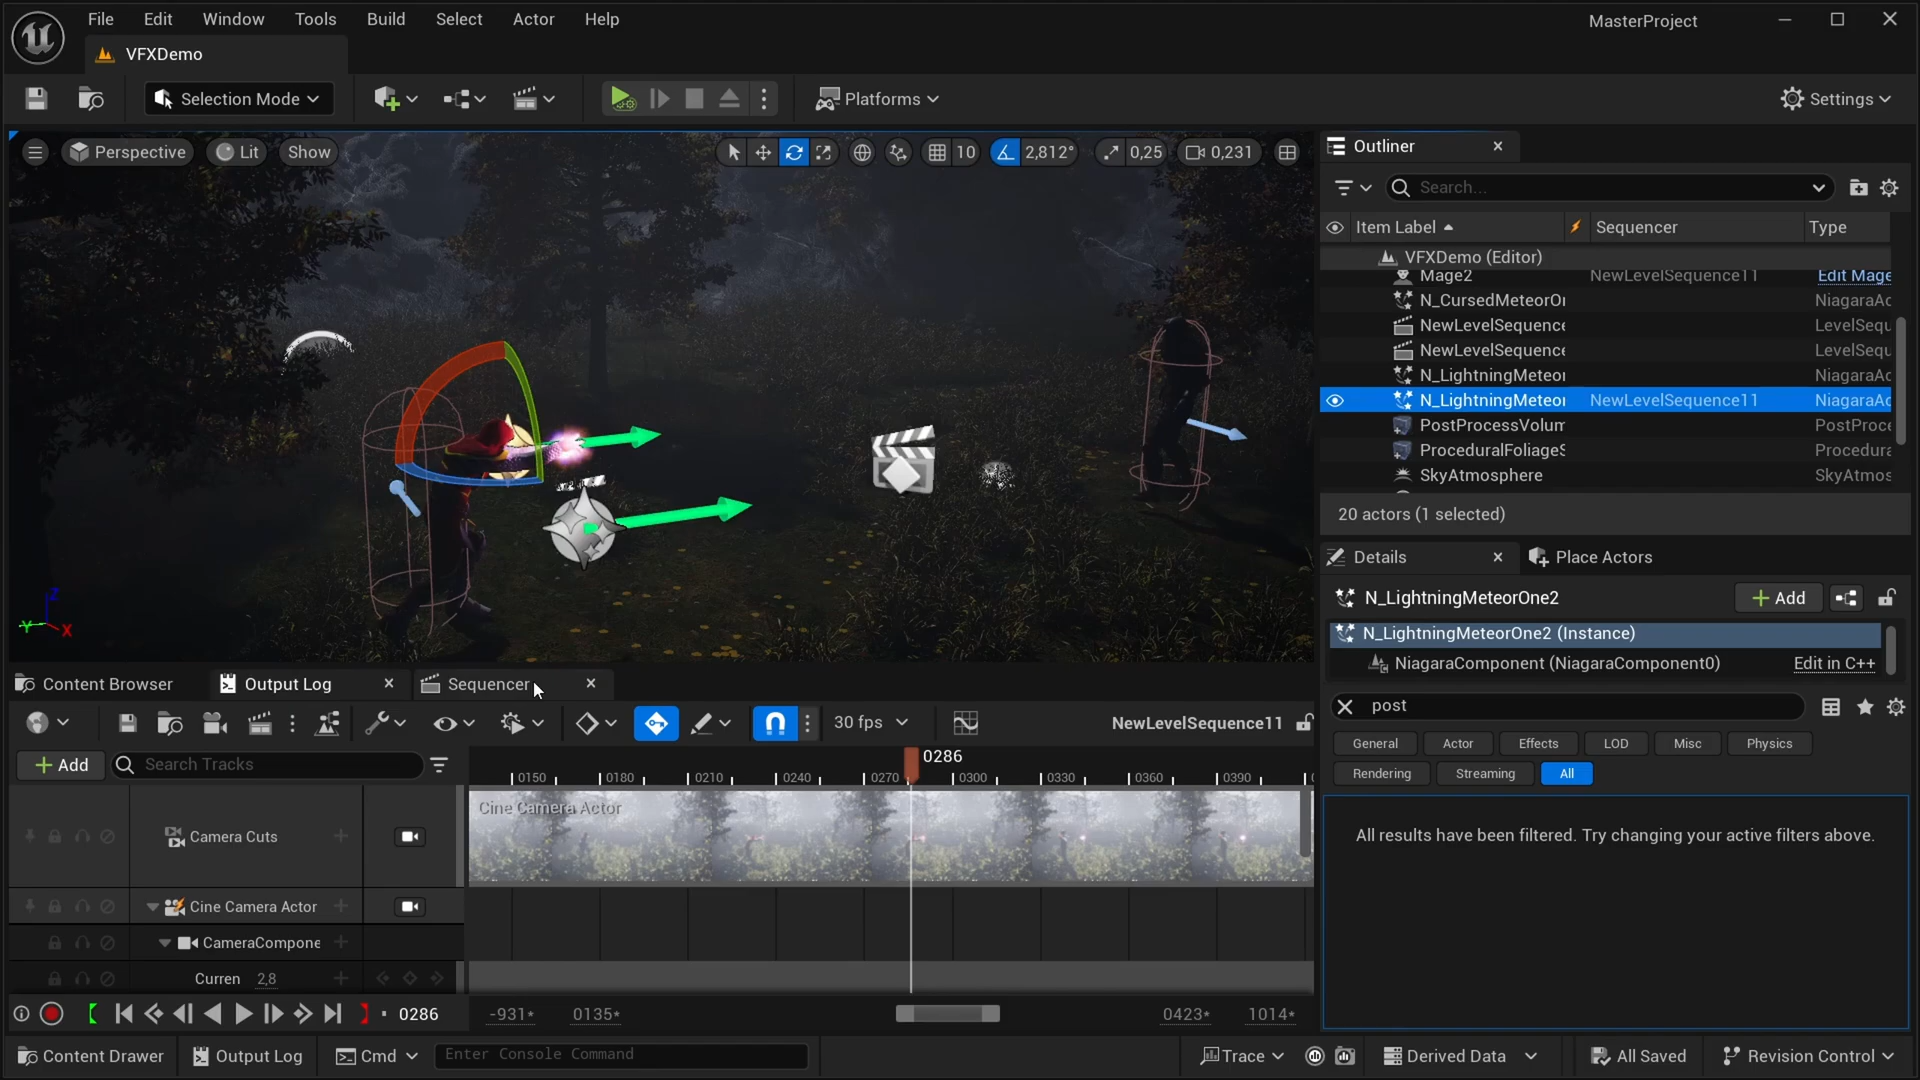 File Edit Window Tools Build Select Actor Help
MasterProject
VFXDemo
Selection Mode
Platforms
Settings
Perspective Lit Show
10 2,812° 0,25 0,231
Z
Y X
Outliner
Search...
Item Label Sequencer Type
VFXDemo (Editor)
Mage2 NewLevelSequence11 Edit Mage
N_CursedMeteorOr NiagaraAc
NewLevelSequence LevelSequ
NewLevelSequence LevelSequ
N_LightningMeteor NiagaraAc
N_LightningMeteor NewLevelSequence11 NiagaraAc
PostProcessVolum PostProce
ProceduralFoliageS Procedura
SkyAtmosphere SkyAtmos
20 actors (1 selected)
Details Place Actors
N_LightningMeteorOne2 Add
N_LightningMeteorOne2 (Instance)
NiagaraComponent (NiagaraComponent0) Edit in C++
post
General Actor Effects LOD Misc Physics
Rendering Streaming All
All results have been filtered. Try changing your active filters above.
Content Browser Output Log Sequencer
30 fps NewLevelSequence11
Add Search Tracks
0286
0150 0180 0210 0240 0270 0300 0330 0360 0390
Cine Camera Actor
Camera Cuts
Cine Camera Actor
CameraCompone
Curren 2,8
0286 -931* 0135* 0423* 1014*
Content Drawer Output Log Cmd Enter Console Command Trace Derived Data All Saved Revision Control